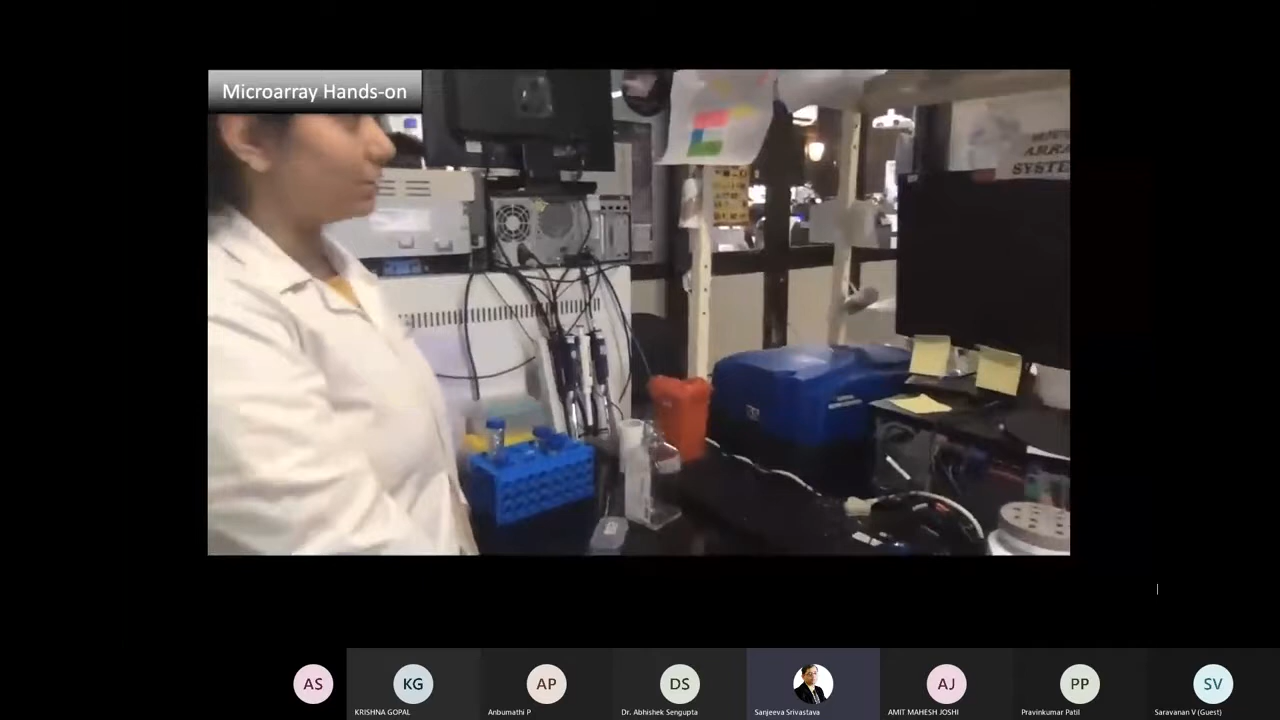 Microarray Hands-on
ARRA
SYSTE
AS
KG
AP
DS
AJ
PP
SV
KRISHNA GOPAL
Anbumathi P
Dr. Abhishek Sengupta
Sanjeeva Srivastava
AMIT MAHESH JOSHI
Pravinkumar Patil
Saravanan V (Guest)